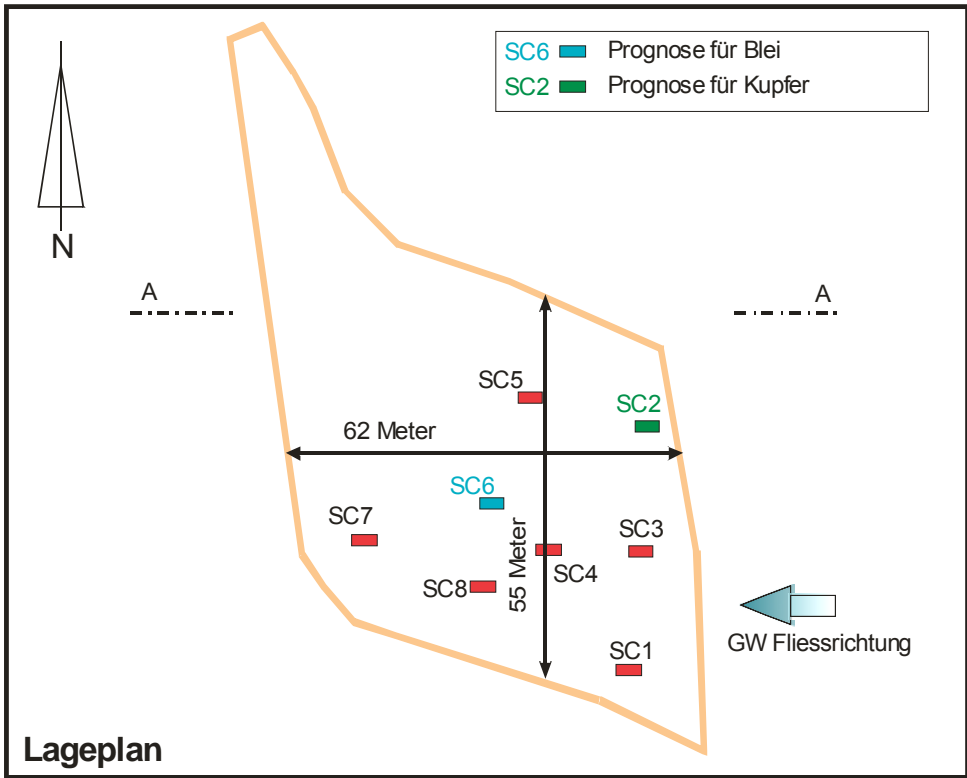 SC6 Prognose für Blei
SC2 Prognose für Kupfer
N
A
A
SC5
SC2
62 Meter
SC6
SC7
SC3
55 Meter
SC4
SC8
GW Fliessrichtung
SC1
Lageplan